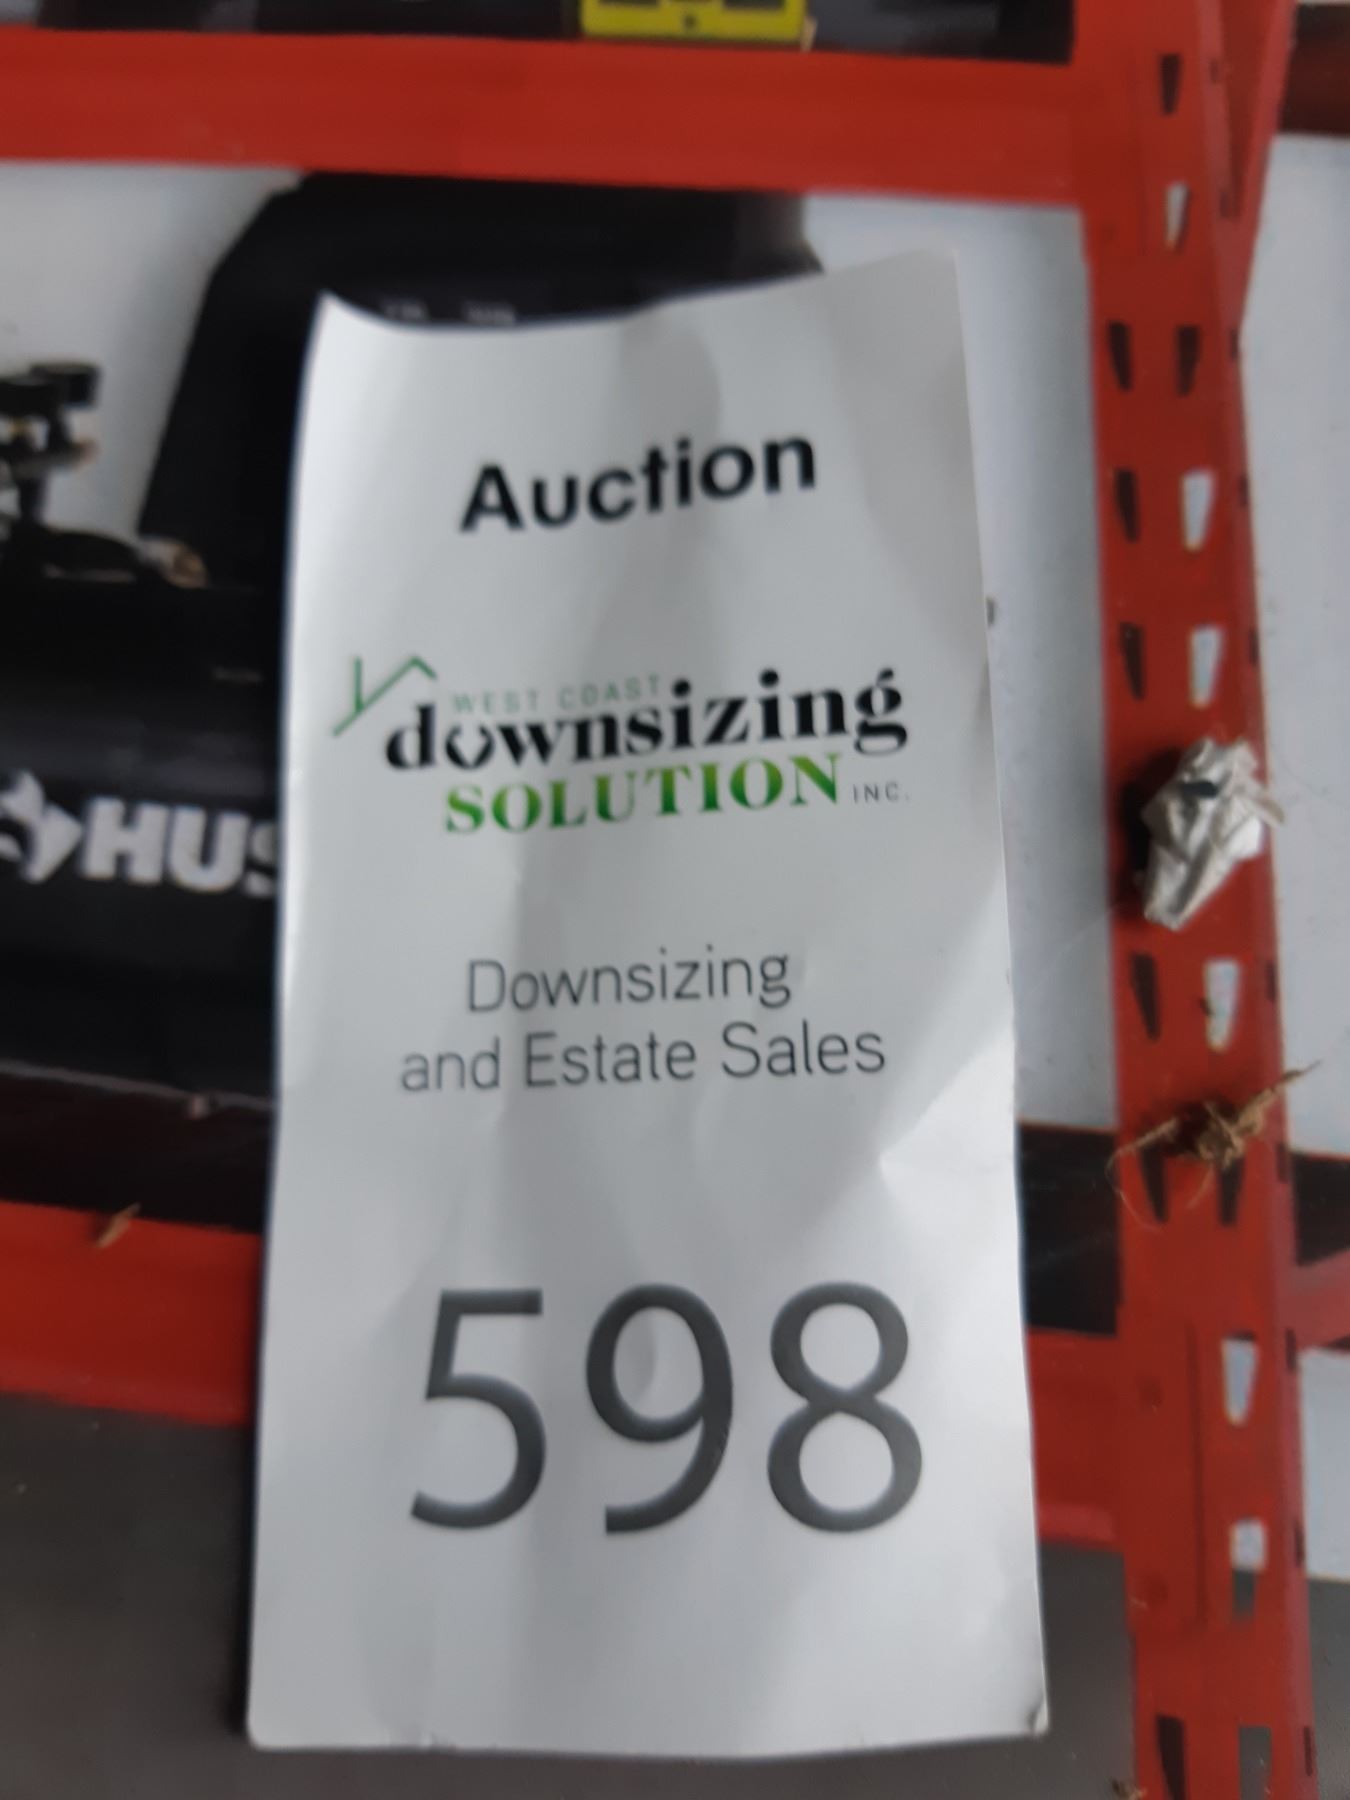 Auction
WEST COAST
downsizing
SOLUTION INC.
HUS
Downsizing
and Estate Sales
598